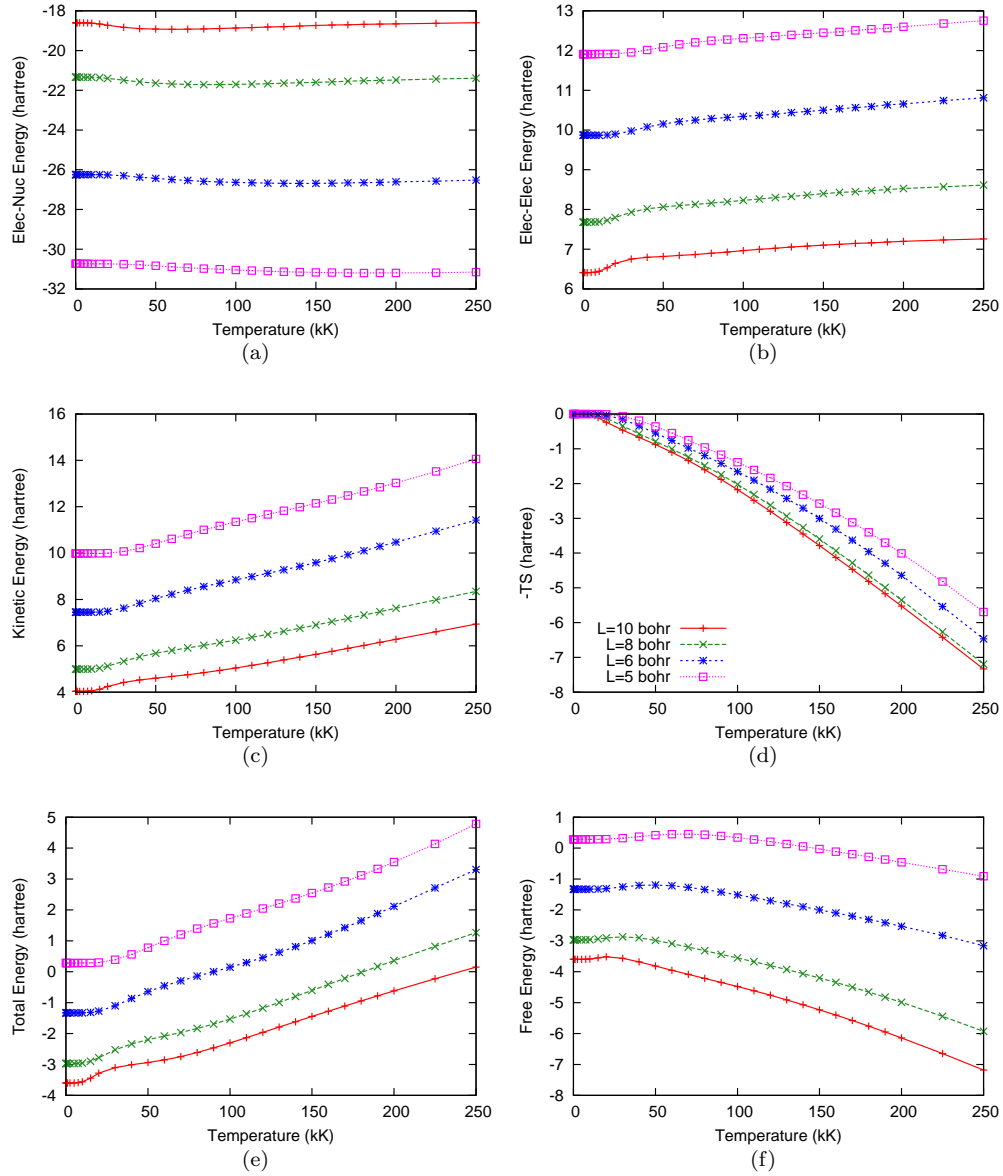 -18
-20
-22
-24
-26
-28
-30
-32
Elec-Nuc Energy (hartree)
0 50 100 150 200 250
Temperature (kK)
(a)
13
12
11
10
9
8
7
6
Elec-Elec Energy (hartree)
0 50 100 150 200 250
Temperature (kK)
(b)
16
14
12
10
8
6
4
Kinetic Energy (hartree)
0 50 100 150 200 250
Temperature (kK)
(c)
0
-1
-2
-3
-4
-5
-6
-7
-8
-TS (hartree)
L=10 bohr
L=8 bohr
L=6 bohr
L=5 bohr
0 50 100 150 200 250
Temperature (kK)
(d)
5
4
3
2
1
0
-1
-2
-3
-4
Total Energy (hartree)
0 50 100 150 200 250
Temperature (kK)
(e)
1
0
-1
-2
-3
-4
-5
-6
-7
-8
Free Energy (hartree)
0 50 100 150 200 250
Temperature (kK)
(f)